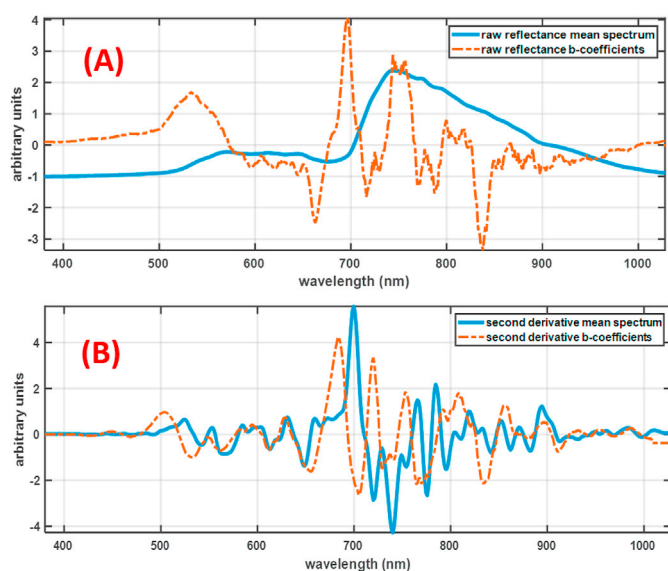 (A)
raw reflectance mean spectrum
raw reflectance b-coefficients
arbitrary units
4
3
2
1
0
-1
-2
-3
400 500 600 700 800 900 1000
wavelength (nm)
(B)
second derivative mean spectrum
second derivative b-coefficients
arbitrary units
4
2
0
-2
-4
400 500 600 700 800 900 1000
wavelength (nm)